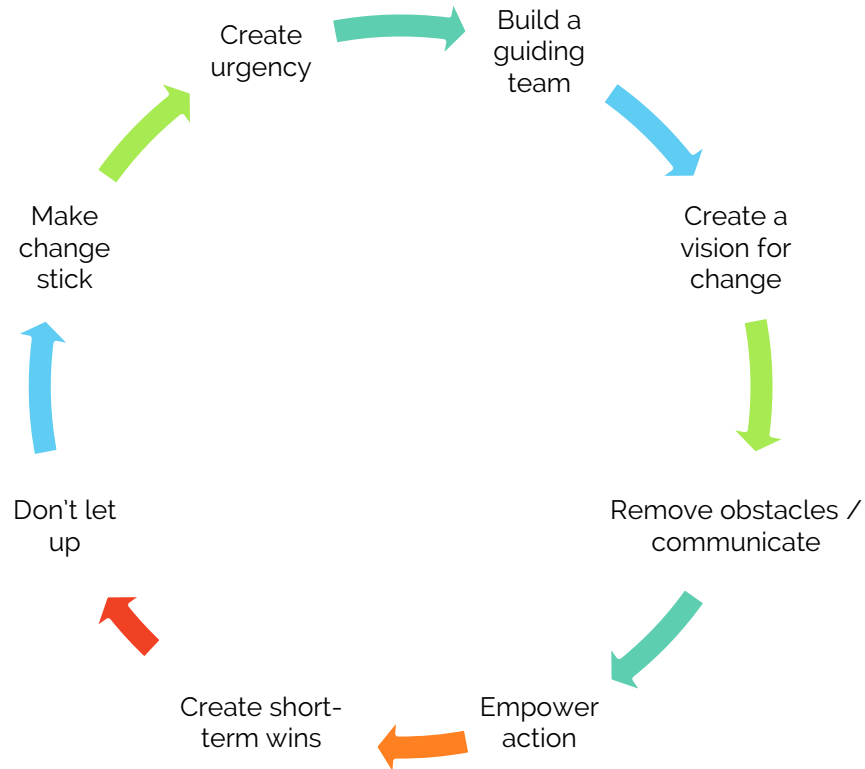 Create
urgency
Build a
guiding
team
Create a
vision for
change
Remove obstacles /
communicate
Empower
action
Create short-
term wins
Don’t let
up
Make
change
stick